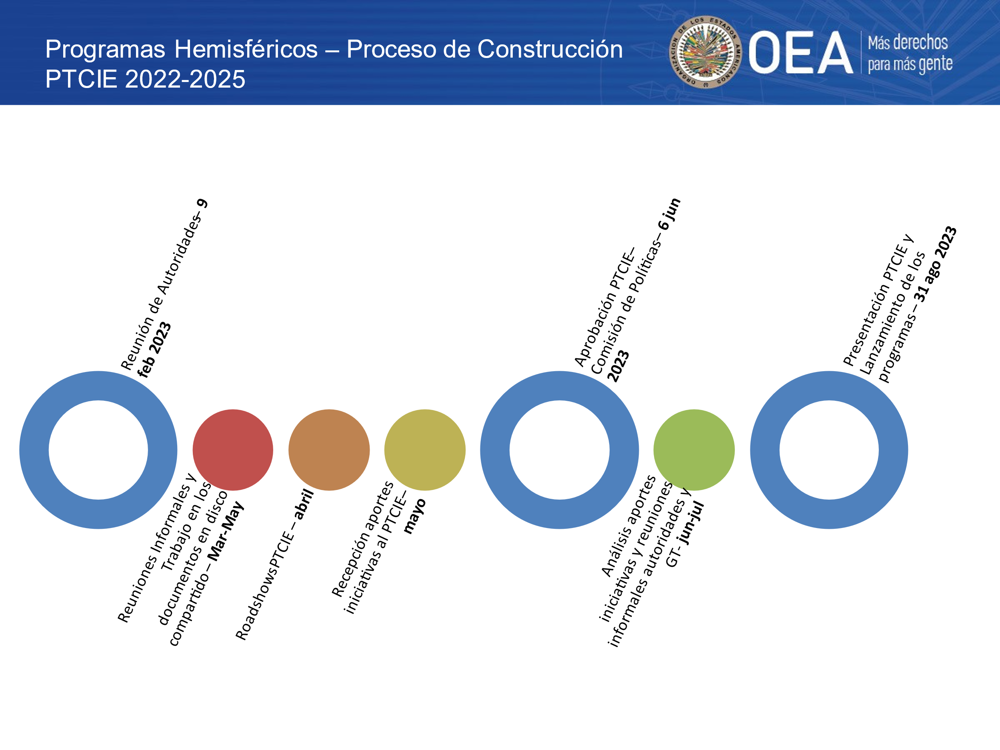 Programas Hemisféricos – Proceso de Construcción
PTCIE 2022-2025
ORGANIZACION DE LOS ESTADOS AMERICANOS
OEA
Más derechos
para más gente
Reunión de Autoridades– 9
feb 2023
Reuniones Informales y
Trabajo en los
documentos en disco
compartido – Mar-May
RoadshowsPTCIE – abril
Recepción aportes
iniciativas al PTCIE–
mayo
Aprobación PTCIE–
Comisión de Políticas– 6 jun
2023
Análisis aportes
iniciativas y reuniones
informales autoridades y
GT- jun-jul
Presentación PTCIE y
Lanzamiento de los
programas – 31 ago 2023